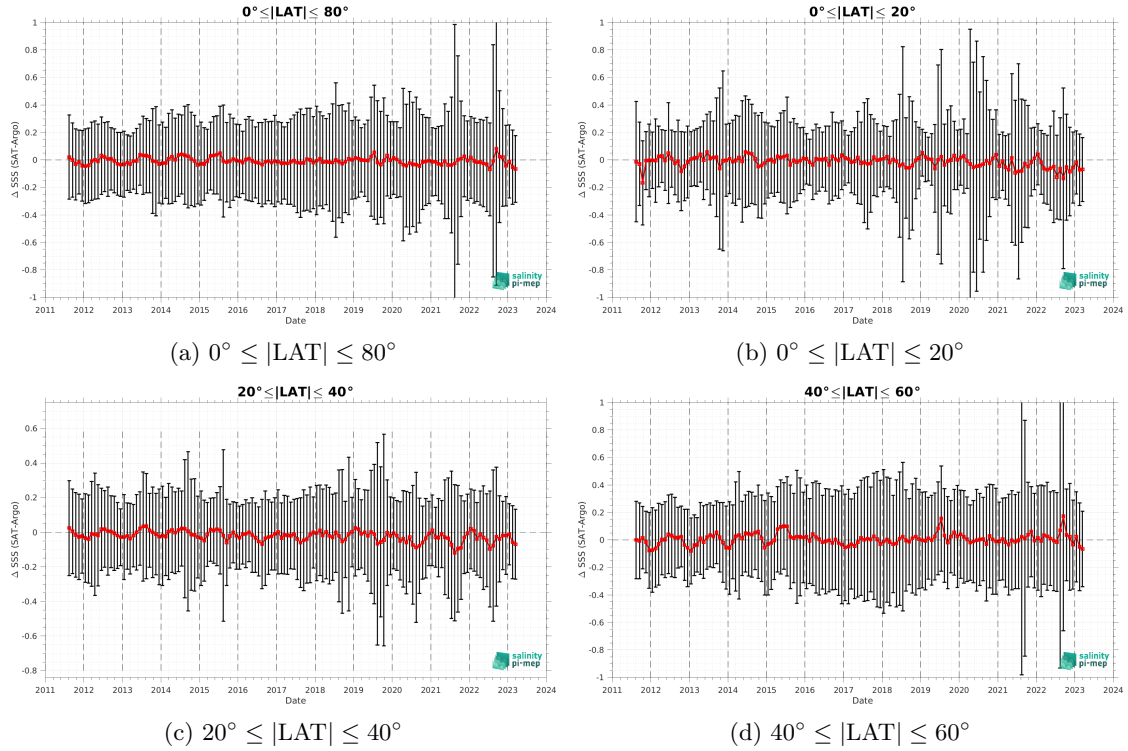 0°≤|LAT|≤ 80°
1
0.8
0.6
0.4
0.2
0
-0.2
-0.4
-0.6
-0.8
-1
Δ SSS (SAT-Argo)
2011 2012 2013 2014 2015 2016 2017 2018 2019 2020 2021 2022 2023 2024
Date
salinity
pi-mep
(a) 0° ≤ |LAT| ≤ 80°
0°≤|LAT|≤ 20°
1
0.8
0.6
0.4
0.2
0
-0.2
-0.4
-0.6
-0.8
-1
Δ SSS (SAT-Argo)
2011 2012 2013 2014 2015 2016 2017 2018 2019 2020 2021 2022 2023 2024
Date
salinity
pi-mep
(b) 0° ≤ |LAT| ≤ 20°
20°≤|LAT|≤ 40°
0.6
0.4
0.2
0
-0.2
-0.4
-0.6
-0.8
Δ SSS (SAT-Argo)
2011 2012 2013 2014 2015 2016 2017 2018 2019 2020 2021 2022 2023 2024
Date
salinity
pi-mep
(c) 20° ≤ |LAT| ≤ 40°
40°≤|LAT|≤ 60°
1
0.8
0.6
0.4
0.2
0
-0.2
-0.4
-0.6
-0.8
-1
Δ SSS (SAT-Argo)
2011 2012 2013 2014 2015 2016 2017 2018 2019 2020 2021 2022 2023 2024
Date
salinity
pi-mep
(d) 40° ≤ |LAT| ≤ 60°